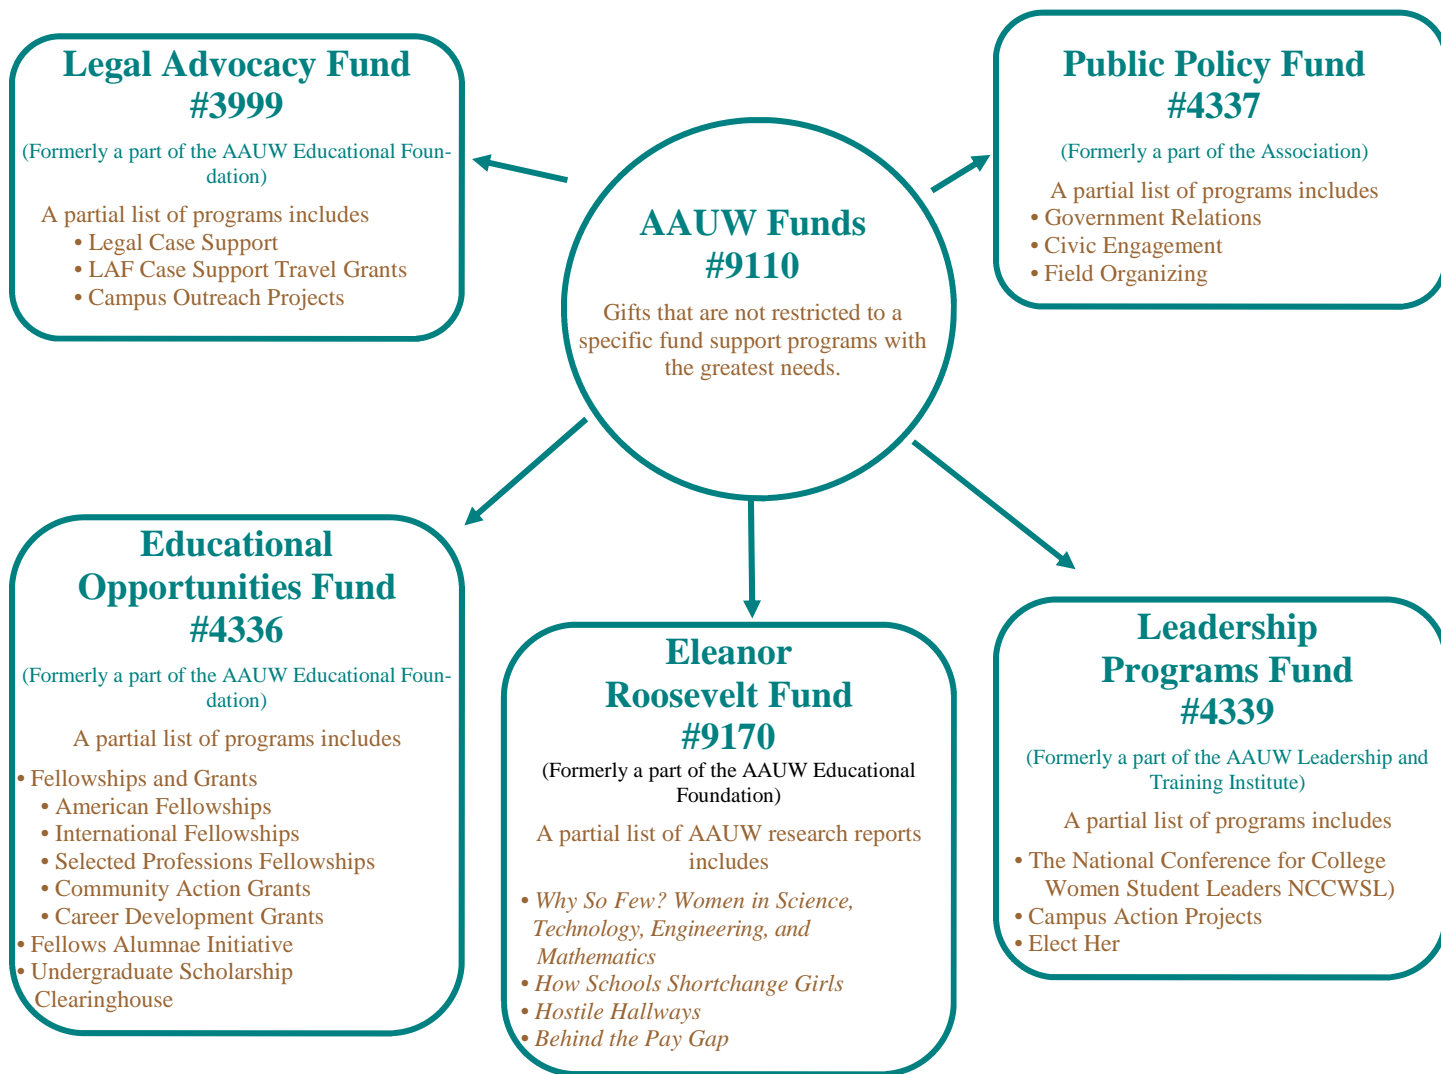 Legal Advocacy Fund
#3999
(Formerly a part of the AAUW Educational Foun-
dation)
A partial list of programs includes
• Legal Case Support
• LAF Case Support Travel Grants
• Campus Outreach Projects
Public Policy Fund
#4337
(Formerly a part of the Association)
A partial list of programs includes
• Government Relations
• Civic Engagement
• Field Organizing
AAUW Funds
#9110
Gifts that are not restricted to a
specific fund support programs with
the greatest needs.
Educational
Opportunities Fund
#4336
(Formerly a part of the AAUW Educational Foun-
dation)
A partial list of programs includes
• Fellowships and Grants
• American Fellowships
• International Fellowships
• Selected Professions Fellowships
• Community Action Grants
• Career Development Grants
• Fellows Alumnae Initiative
• Undergraduate Scholarship
Clearinghouse
Eleanor
Roosevelt Fund
#9170
(Formerly a part of the AAUW Educational
Foundation)
A partial list of AAUW research reports
includes
• Why So Few? Women in Science,
Technology, Engineering, and
Mathematics
• How Schools Shortchange Girls
• Hostile Hallways
• Behind the Pay Gap
Leadership
Programs Fund
#4339
(Formerly a part of the AAUW Leadership and
Training Institute)
A partial list of programs includes
• The National Conference for College
Women Student Leaders NCCWSL)
• Campus Action Projects
• Elect Her